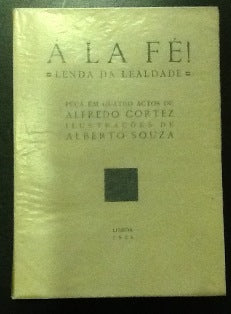 Á LA FÉ!
LENDA DA LEALDADE
PEÇA EM QUATRO ACTOS DE
ALFREDO CORTEZ
ILUSTRAÇÕES DE
ALBERTO SOUZA
LISBOA